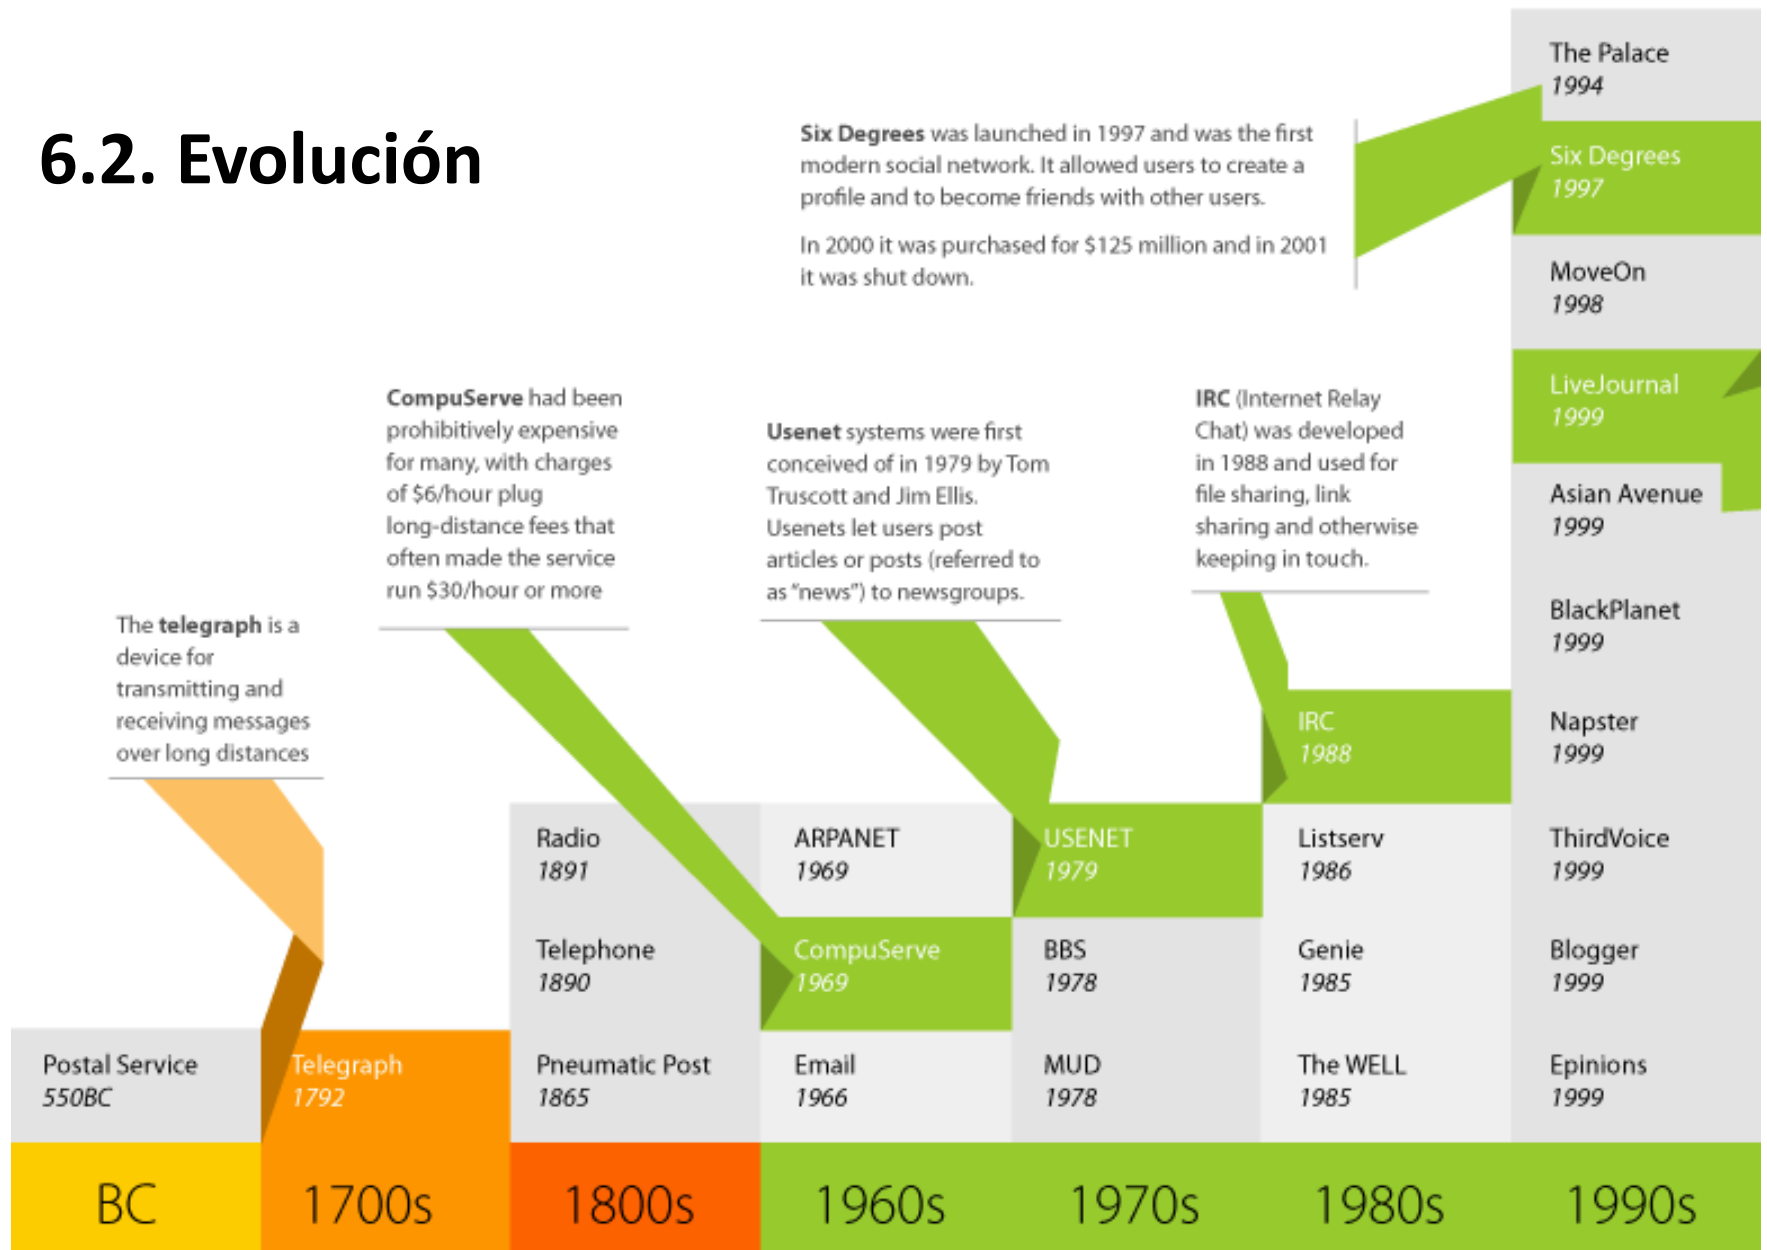 6.2. Evolución
Six Degrees was launched in 1997 and was the first
modern social network. It allowed users to create a
profile and to become friends with other users.
In 2000 it was purchased for $125 million and in 2001
it was shut down.
CompuServe had been
prohibitively expensive
for many, with charges
of $6/hour plug
long-distance fees that
often made the service
run $30/hour or more
Usenet systems were first
conceived of in 1979 by Tom
Truscott and Jim Ellis.
Usenets let users post
articles or posts (referred to
as "news") to newsgroups.
IRC (Internet Relay
Chat) was developed
in 1988 and used for
file sharing, link
sharing and otherwise
keeping in touch.
The telegraph is a
device for
transmitting and
receiving messages
over long distances
Postal Service
550BC
BC
Telegraph
1792
1700s
Radio
1891
Telephone
1890
Pneumatic Post
1865
1800s
ARPANET
1969
CompuServe
1969
Email
1966
1960s
USENET
1979
BBS
1978
MUD
1978
1970s
IRC
1988
Listserv
1986
Genie
1985
The WELL
1985
1980s
The Palace
1994
Six Degrees
1997
MoveOn
1998
LiveJournal
1999
Asian Avenue
1999
BlackPlanet
1999
Napster
1999
ThirdVoice
1999
Blogger
1999
Epinions
1999
1990s